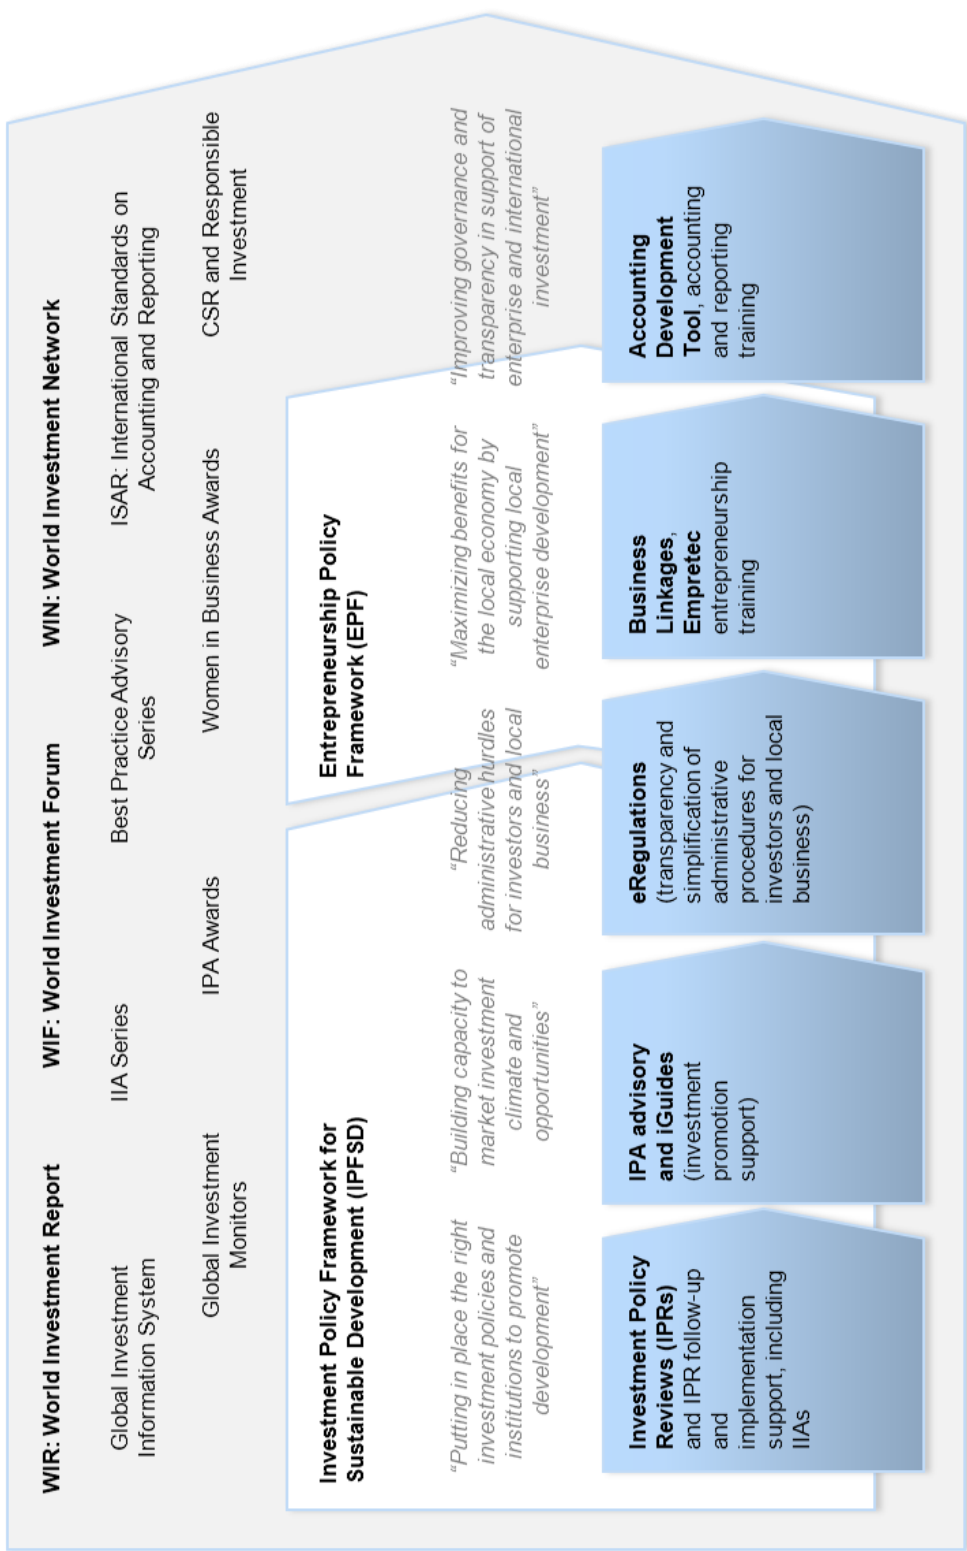 WIR: World Investment Report
WIF: World Investment Forum
WIN: World Investment Network
Global Investment
Information System
IIA Series
Best Practice Advisory
Series
ISAR: International Standards on
Accounting and Reporting
Global Investment
Monitors
IPA Awards
Women in Business Awards
CSR and Responsible
Investment
Investment Policy Framework for
Sustainable Development (IPFSD)
Entrepreneurship Policy
Framework (EPF)
“Putting in place the right
investment policies and
institutions to promote
development”
“Building capacity to
market investment
climate and
opportunities”
“Reducing
administrative hurdles
for investors and local
business”
“Maximizing benefits for
the local economy by
supporting local
enterprise development”
“Improving governance and
transparency in support of
enterprise and international
investment”
Investment Policy
Reviews (IPRs)
and IPR follow-up
and
implementation
support, including
IIAs
IPA advisory
and iGuides
(investment
promotion
support)
eRegulations
(transparency and
simplification of
administrative
procedures for
investors and local
business)
Business
Linkages,
Empretec
entrepreneurship
training
Accounting
Development
Tool, accounting
and reporting
training